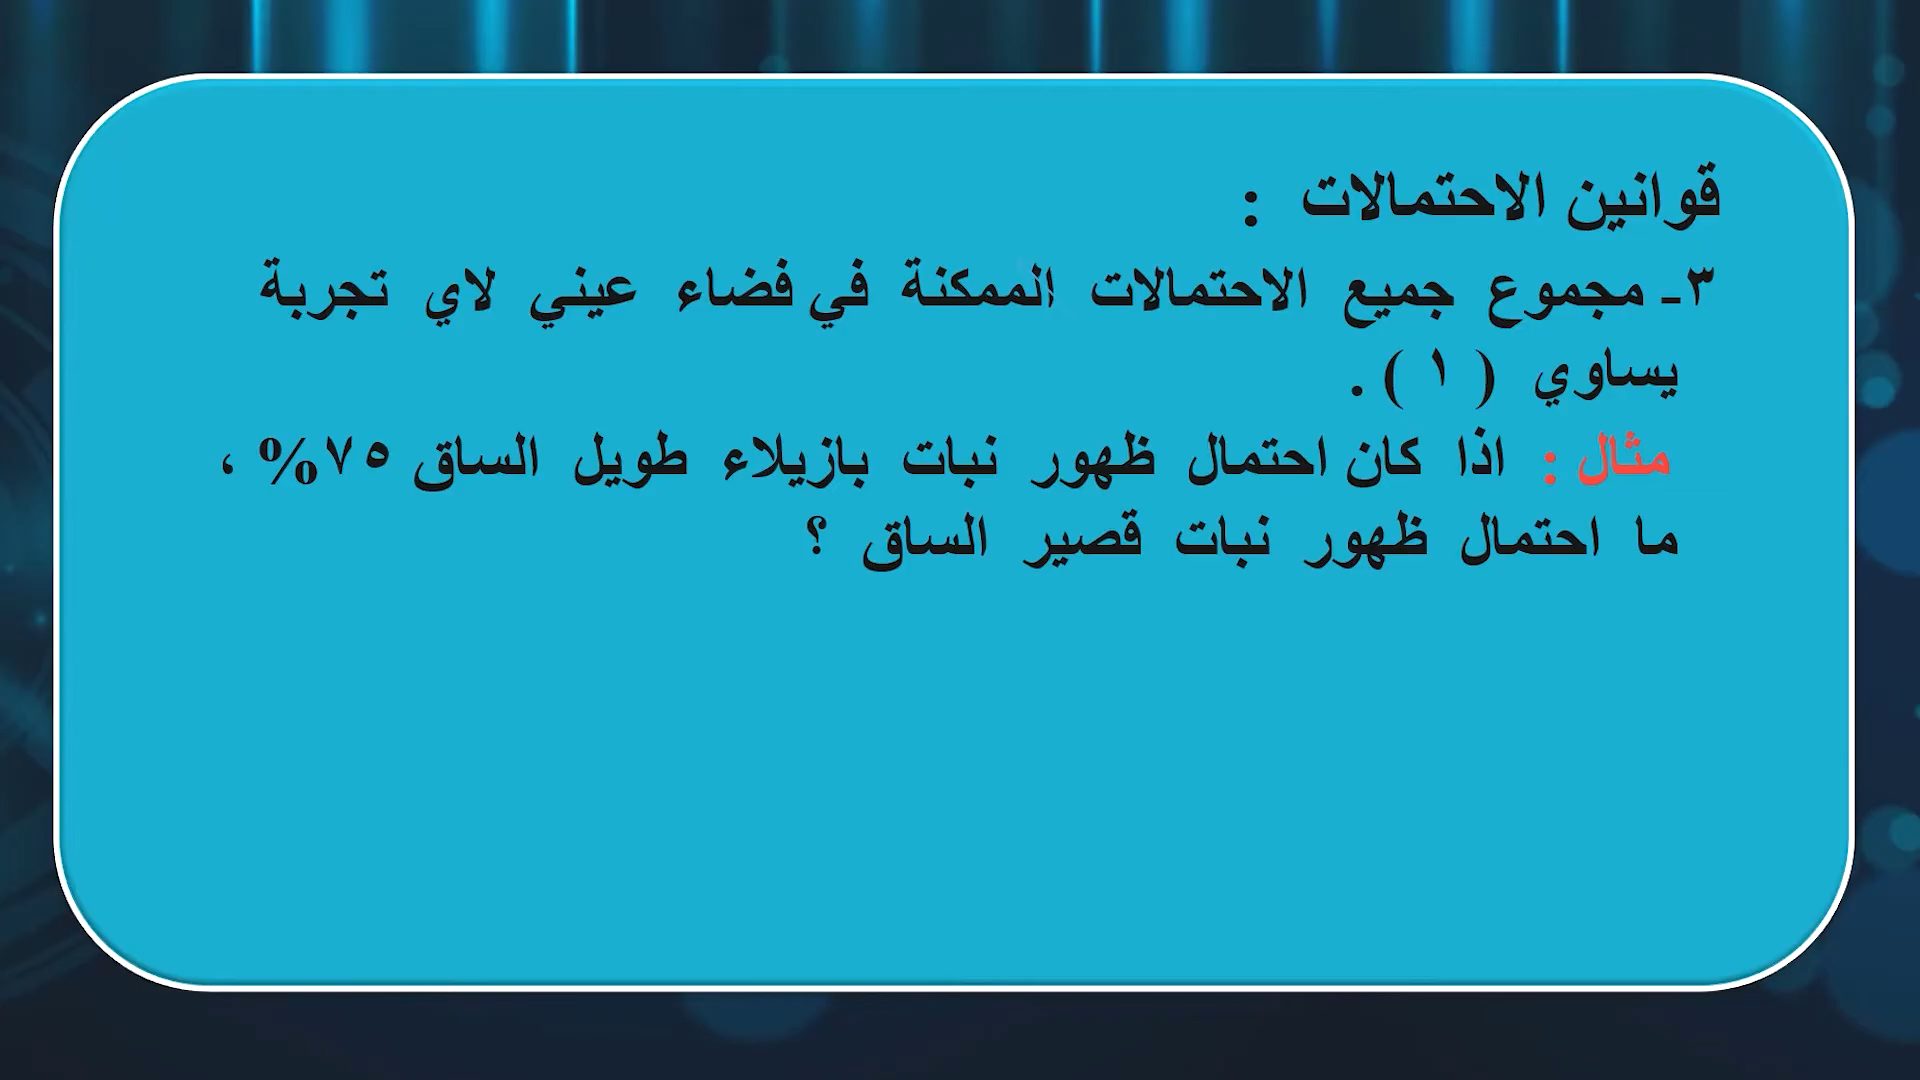 قوانين الاحتمالات :
٣- مجموع جميع الاحتمالات الممكنة في فضاء عيني لاي تجربة
يساوي ( ١ ) .
مثال : اذا كان احتمال ظهور نبات بازيلاء طويل الساق ٧٥% ،
ما احتمال ظهور نبات قصير الساق ؟